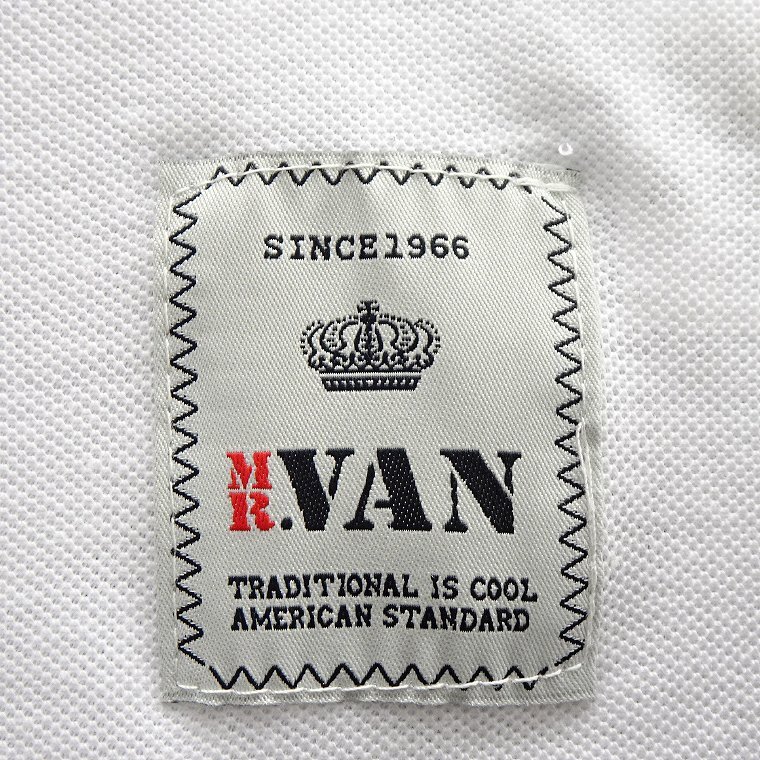 SINCE1966
MR.VAN
TRADITIONAL IS COOL
AMERICAN STANDARD